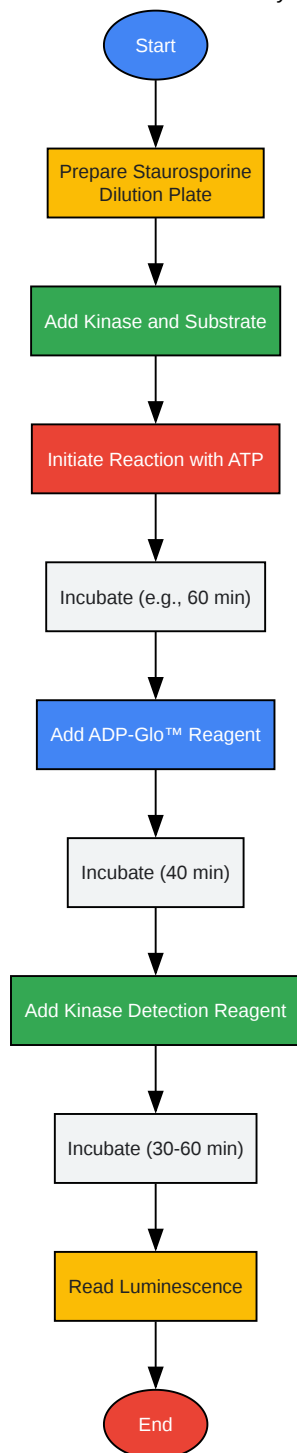 Start
Prepare Staurosporine
Dilution Plate
Add Kinase and Substrate
Initiate Reaction with ATP
Incubate (e.g., 60 min)
Add ADP-Glo™ Reagent
Incubate (40 min)
Add Kinase Detection Reagent
Incubate (30-60 min)
Read Luminescence
End